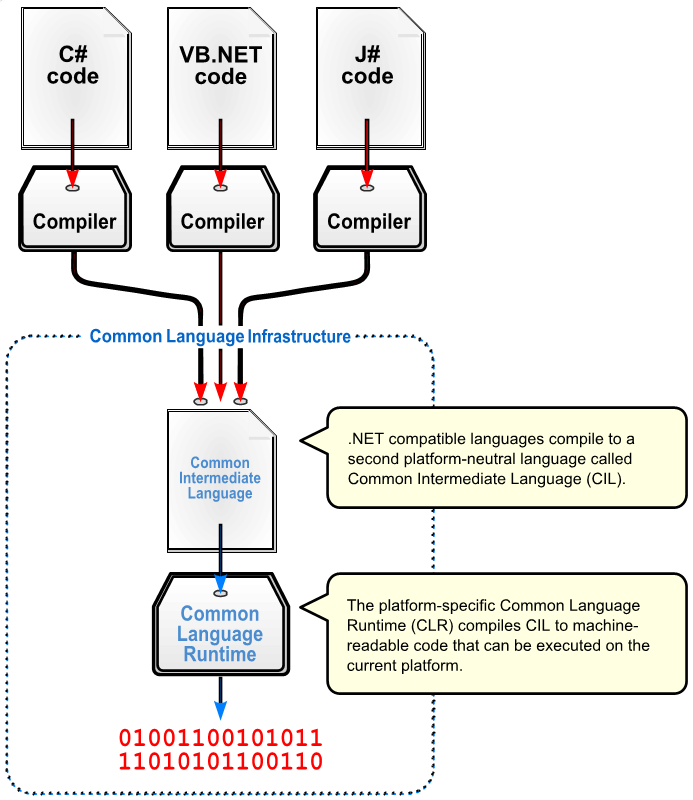 C#
code
VB.NET
code
J#
code
Compiler
Compiler
Compiler
Common Language Infrastructure
Common
Intermediate
Language
.NET compatible languages compile to a
second platform-neutral language called
Common Intermediate Language (CIL).
Common
Language
Runtime
The platform-specific Common Language
Runtime (CLR) compiles CIL to machine-
readable code that can be executed on the
current platform.
01001100101011
11010101100110